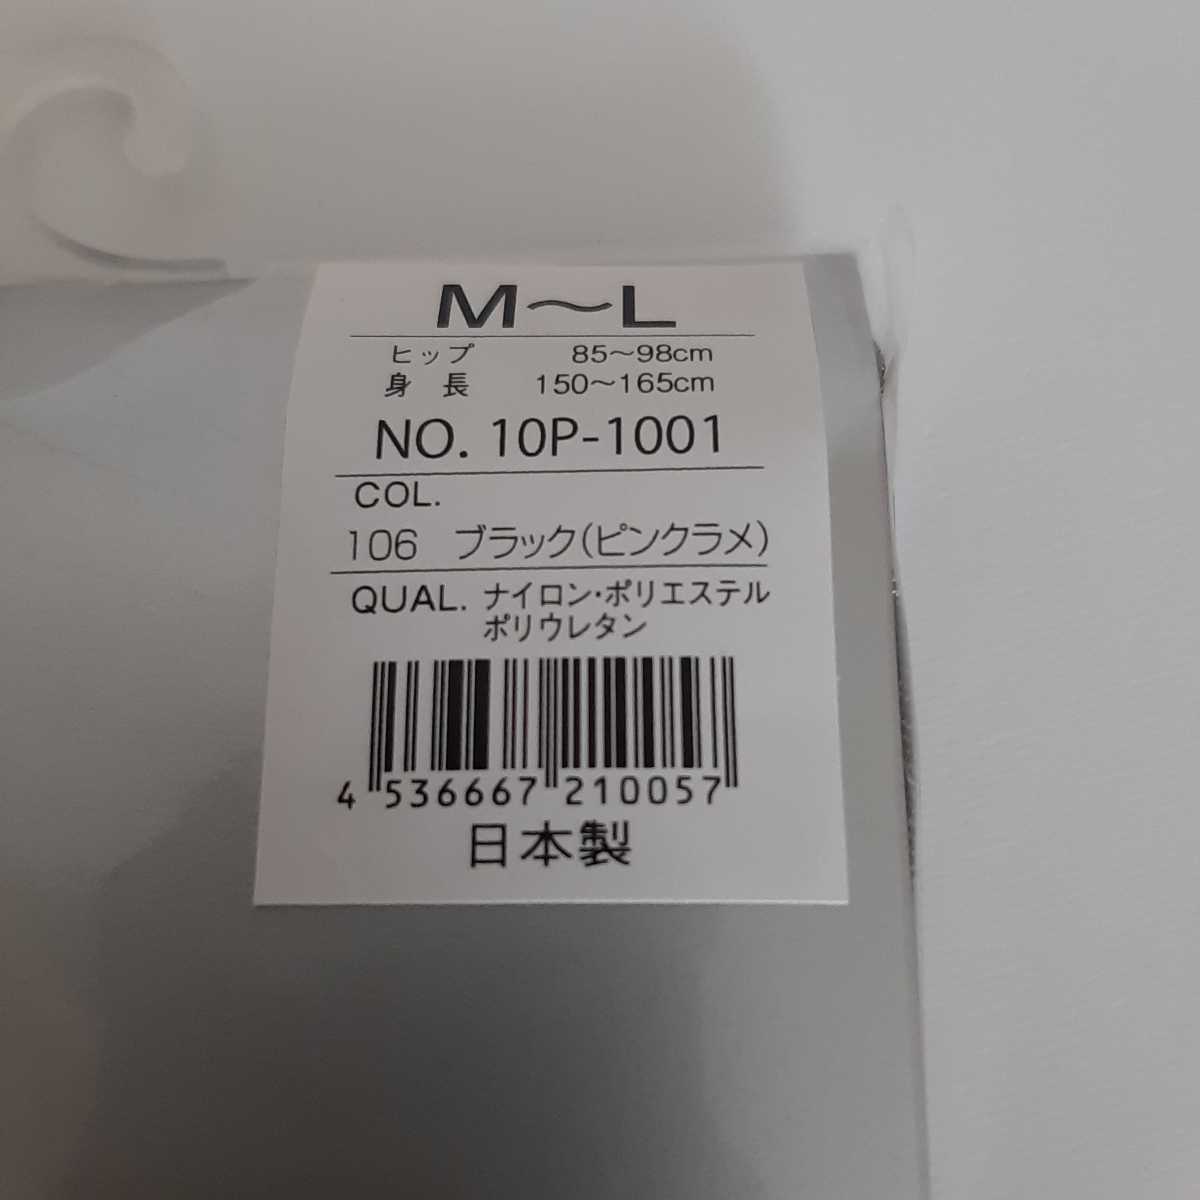 M〜L
ヒップ 85〜98cm
身長 150〜165cm
NO. 10P-1001
COL.
106 ブラック(ピンクラメ)
QUAL. ナイロン・ポリエステル
ポリウレタン
4 536667 210057
日本製